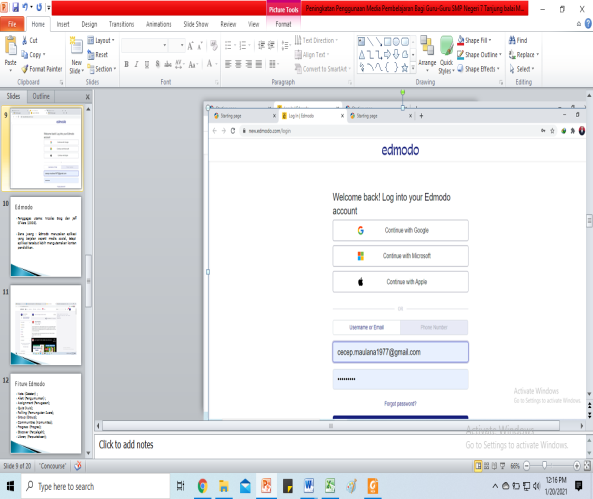 Picture Tools
Peningkatan Penggunaan Media Pembelajaran Bagi Guru-Guru SMP Negeri 7 Tanjung balai M...
File Home Insert Design Transitions Animations Slide Show Review View Format
Cut
Copy
Format Painter
Paste
Clipboard
New Slide
Layout
Reset
Section
Slides
Font
Text Direction
Align Text
Convert to SmartArt
Paragraph
Arrange
Quick Styles
Shape Fill
Shape Outline
Shape Effects
Drawing
Find
Replace
Select
Editing
Slides Outline
9
10
Edmodo
11
12
Fiture Edmodo
Starting page
Log in | Edmodo
Starting page
new.edmodo.com/login
edmodo
Welcome back! Log into your Edmodo
account
Continue with Google
Continue with Microsoft
Continue with Apple
OR
Username or Email Phone Number
cecep.maulana1977@gmail.com
Forgot password?
Activate Windows
Go to Settings to activate Windows.
Activate Windows
Go to Settings to activate Windows.
Click to add notes
Slide 9 of 20 "Concourse" 66%
Type here to search
12:16 PM
1/20/2021